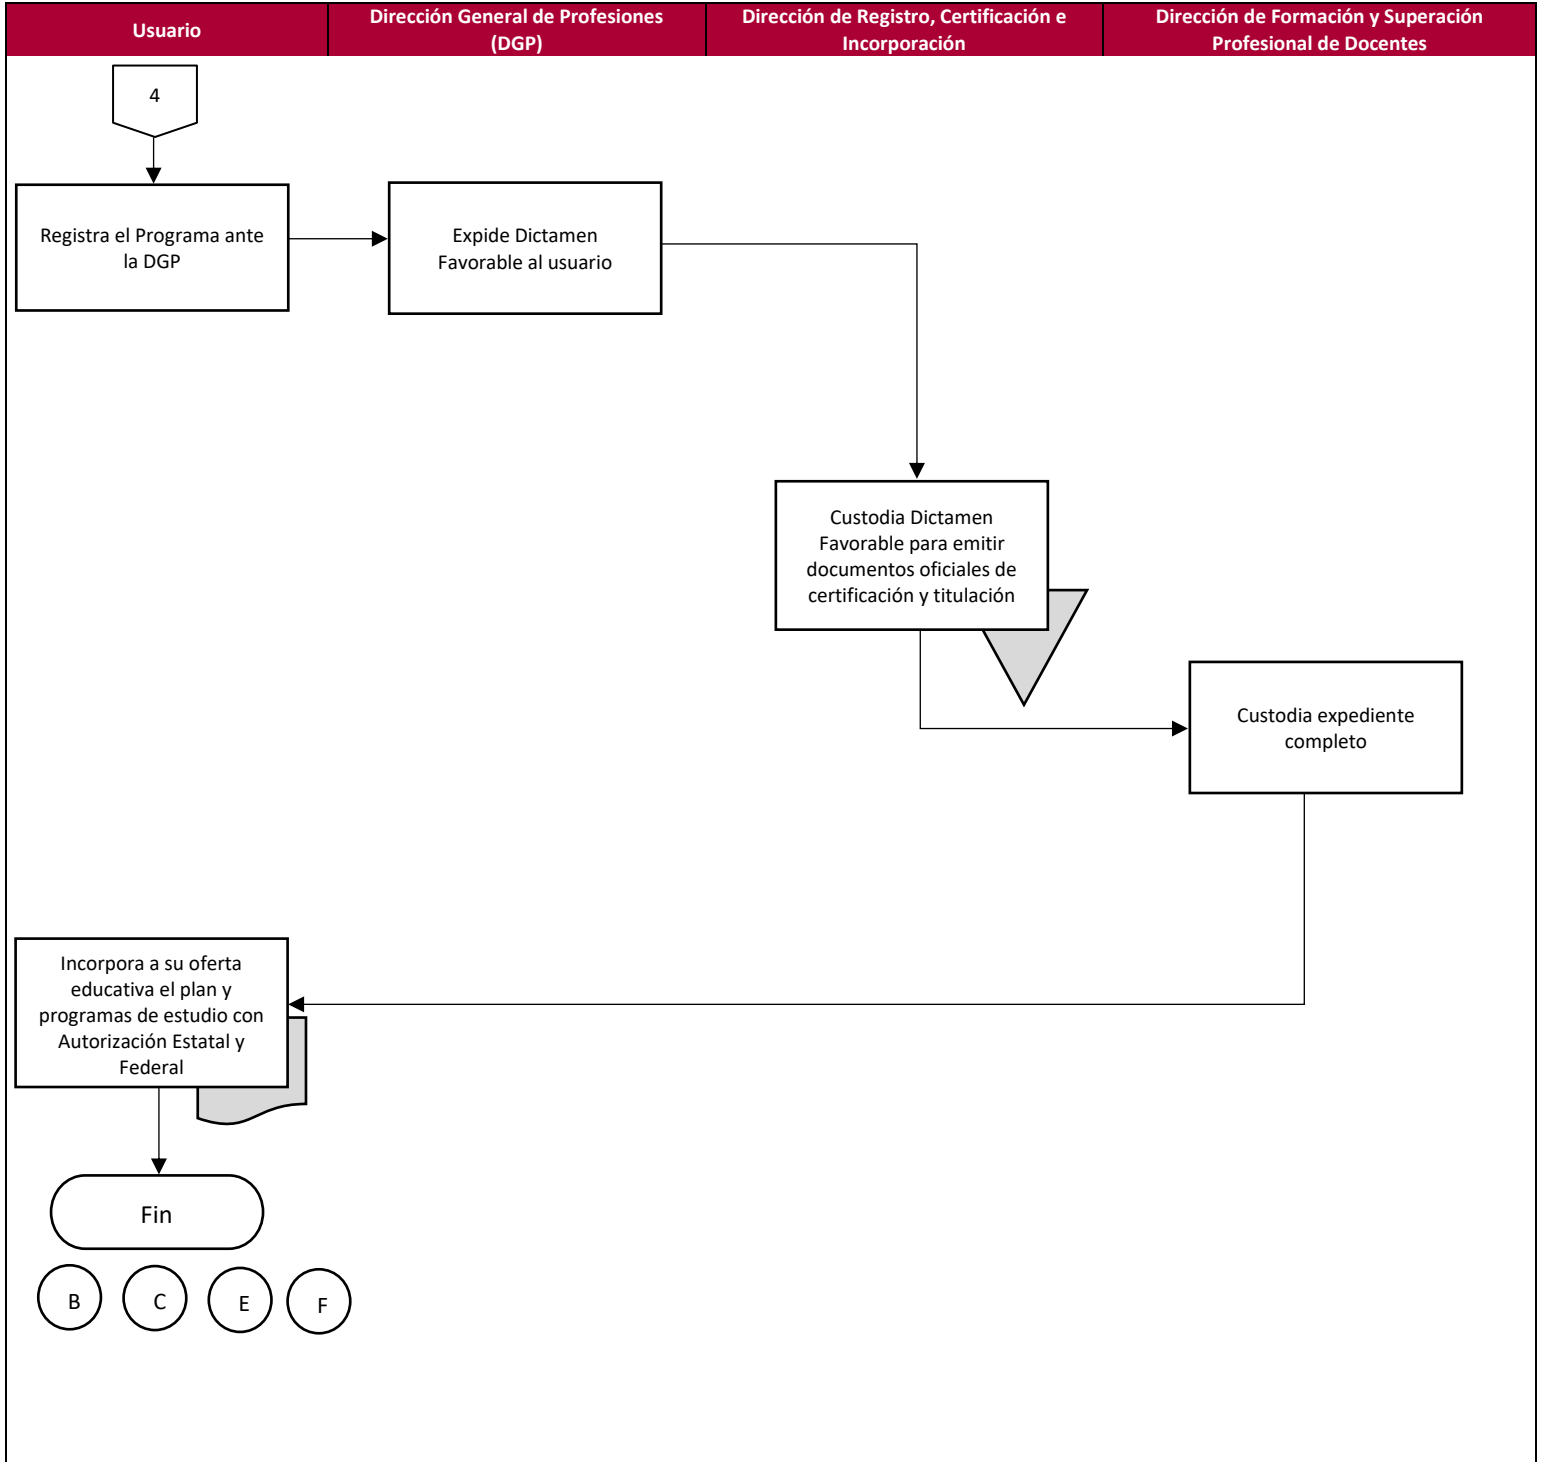 Usuario
Dirección General de Profesiones
(DGP)
Dirección de Registro, Certificación e
Incorporación
Dirección de Formación y Superación
Profesional de Docentes
4
Registra el Programa ante
la DGP
Expide Dictamen
Favorable al usuario
Custodia Dictamen
Favorable para emitir
documentos oficiales de
certificación y titulación
Custodia expediente
completo
Incorpora a su oferta
educativa el plan y
programas de estudio con
Autorización Estatal y
Federal
Fin
B
C
E
F